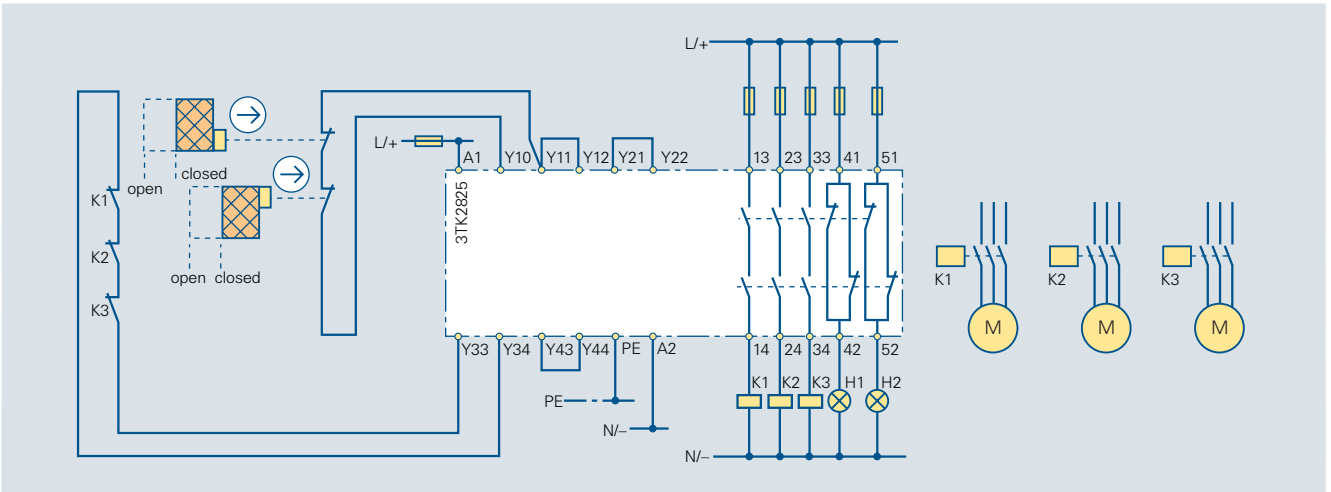 L/+
L/+
A1 Y10 Y11 Y12 Y21 Y22 13 23 33 41 51
open closed
K1
3TK2825
K2
open closed
K3
K1 K2 K3
M M M
Y33 Y34 Y43 Y44 PE A2 14 24 34 42 52
K1 K2 K3 H1 H2
PE
N/–
N/–